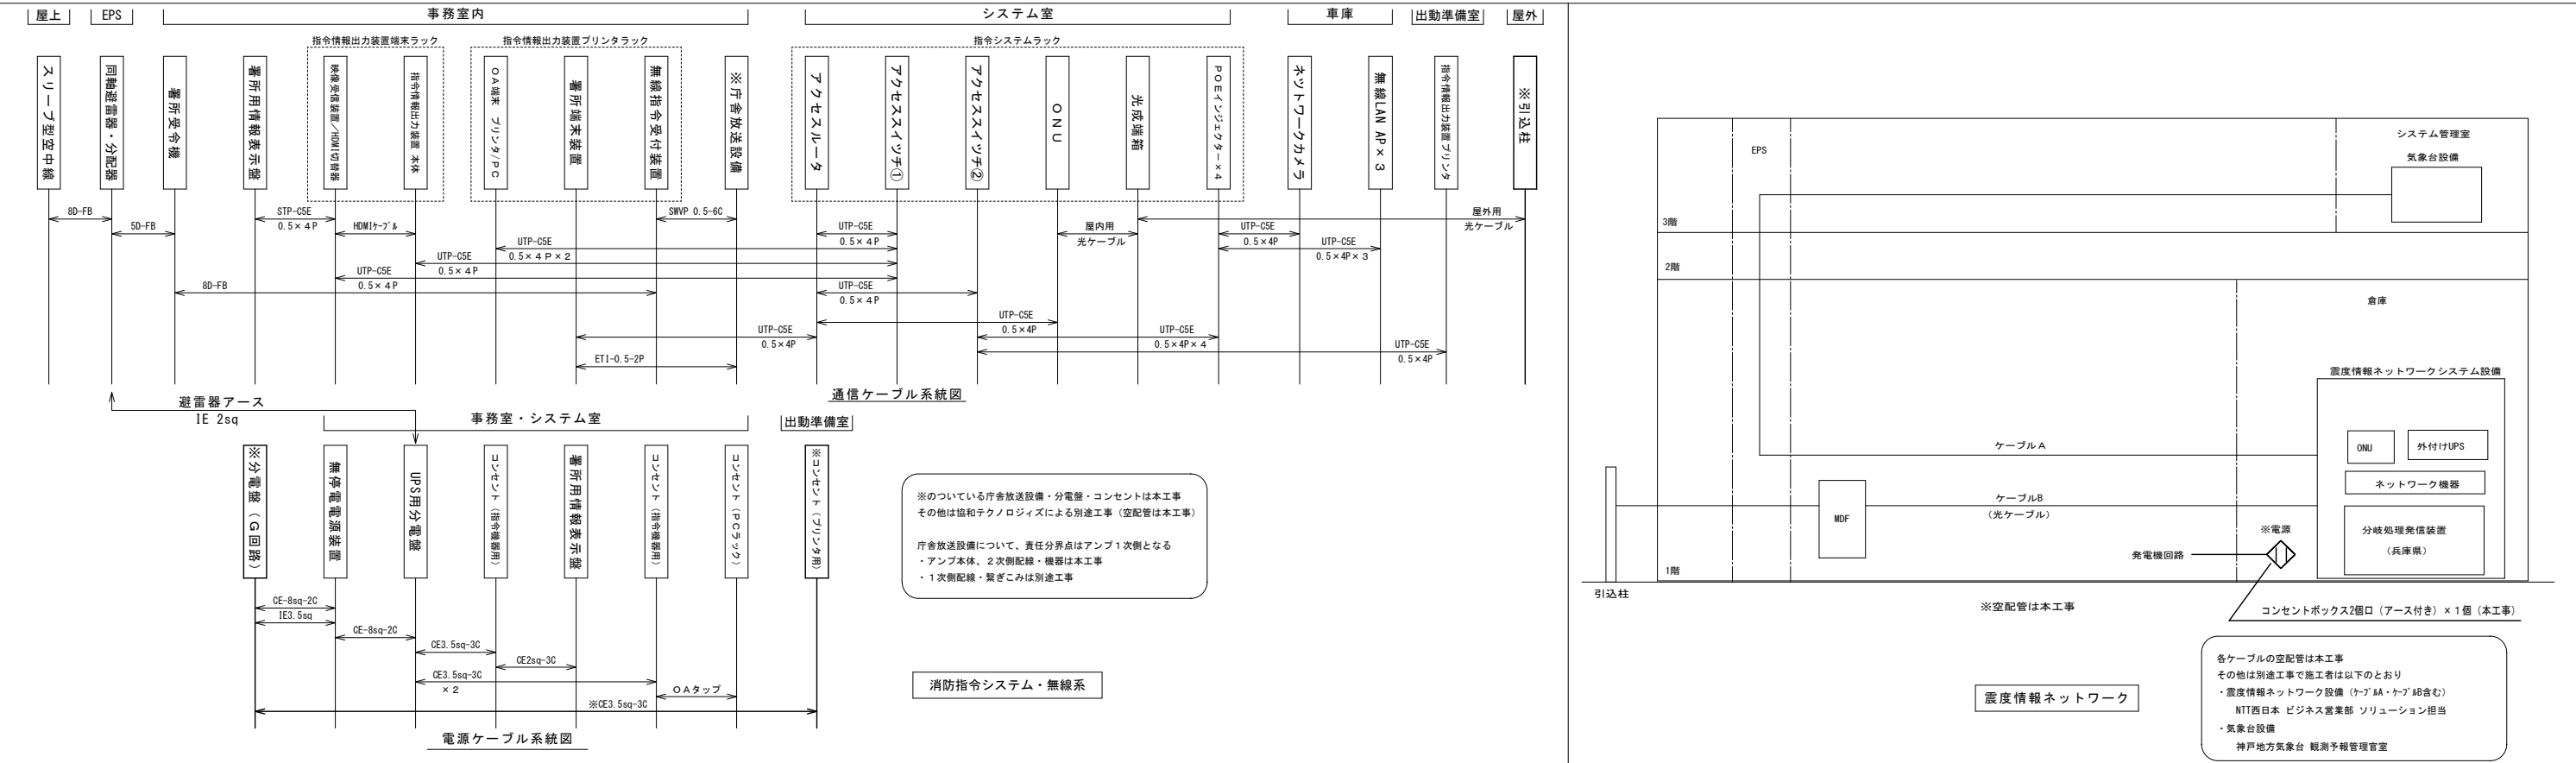 屋上
EPS
事務室内
システム室
車庫
出動準備室
屋外
指令情報出力装置端末ラック
指令情報出力装置プリンタラック
指令システムラック
スリーブ型空中線
同軸避雷器・分配器
署所受令機
署所用情報表示盤
映像受信装置/HDMI切替器
指令情報出力装置 本体
OA端末 プリンタ/PC
署所端末装置
無線指令受付装置
※庁舎放送設備
アクセスルータ
アクセススイッチ①
アクセススイッチ②
ONU
光成端箱
POEインジェクター×4
ネットワークカメラ
無線LAN AP×3
指令情報出力装置プリンタ
※引込柱
8D-FB
5D-FB
STP-C5E
0.5×4P
HDMIケーブル
SWVP 0.5-6C
UTP-C5E
0.5×4P
屋内用
光ケーブル
屋外用
光ケーブル
UTP-C5E
0.5×4P
UTP-C5E
0.5×4P×3
UTP-C5E
0.5×4P×2
UTP-C5E
0.5×4P
UTP-C5E
0.5×4P
8D-FB
UTP-C5E
0.5×4P
UTP-C5E
0.5×4P
UTP-C5E
0.5×4P
UTP-C5E
0.5×4P×4
UTP-C5E
0.5×4P
ETI-0.5-2P
通信ケーブル系統図
避雷器アース
IE 2sq
事務室・システム室
出動準備室
※分電盤(G回路)
無停電電源装置
UPS用分電盤
コンセント(指令機器用)
署所用情報表示盤
コンセント(指令機器用)
コンセント(PCラック)
※コンセント(プリンタ用)
CE-8sq-2C
IE3.5sq
CE-8sq-2C
CE3.5sq-3C
CE2sq-3C
CE3.5sq-3C
×2
OAタップ
※CE3.5sq-3C
電源ケーブル系統図
※のついている庁舎放送設備・分電盤・コンセントは本工事
その他は協和テクノロジィズによる別途工事(空配管は本工事)
庁舎放送設備について、責任分界点はアンプ1次側となる
・アンプ本体、2次側配線・機器は本工事
・1次側配線・繋ぎこみは別途工事
消防指令システム・無線系
システム管理室
気象台設備
EPS
3階
2階
倉庫
震度情報ネットワークシステム設備
ケーブルA
ONU
外付けUPS
ネットワーク機器
ケーブルB
(光ケーブル)
MDF
分岐処理発信装置
(兵庫県)
※電源
発電機回路
1階
引込柱
※空配管は本工事
コンセントボックス2個口(アース付き)×1個(本工事)
各ケーブルの空配管は本工事
その他は別途工事で施工者は以下のとおり
・震度情報ネットワーク設備(ケーブルA・ケーブルB含む)
NTT西日本 ビジネス営業部 ソリューション担当
・気象台設備
神戸地方気象台 観測予報管理官室
震度情報ネットワーク